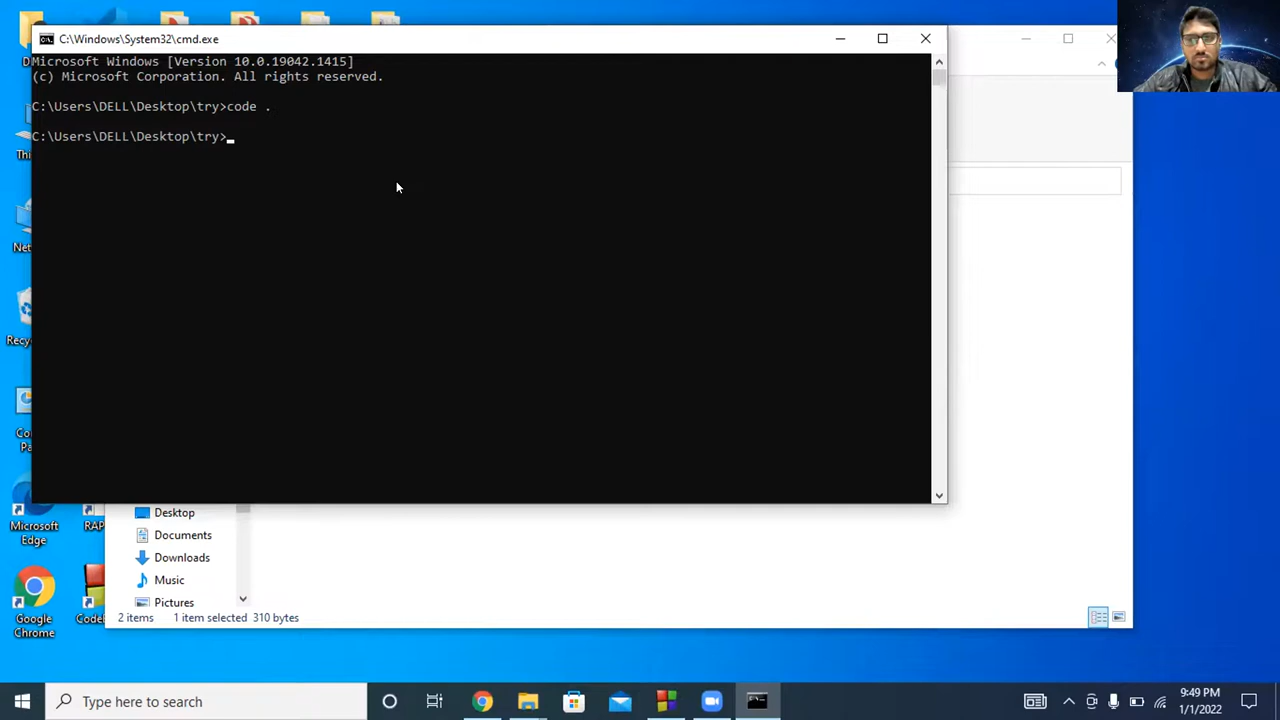 C:\Windows\System32\cmd.exe
Microsoft Windows [Version 10.0.19042.1415]
(c) Microsoft Corporation. All rights reserved.
C:\Users\DELL\Desktop\try>code .
C:\Users\DELL\Desktop\try>
Microsoft
Edge
RAP
Google
Chrome
Desktop
Documents
Downloads
Music
Pictures
2 items
1 item selected
310 bytes
Type here to search
9:49 PM
1/1/2022